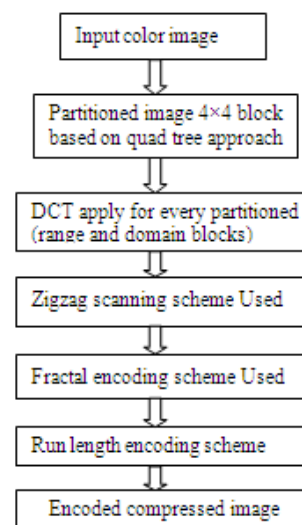 Input color image
Partitioned image 4×4 block
based on quad tree approach
DCT apply for every partitioned
(range and domain blocks)
Zigzag scanning scheme Used
Fractal encoding scheme Used
Run length encoding scheme
Encoded compressed image